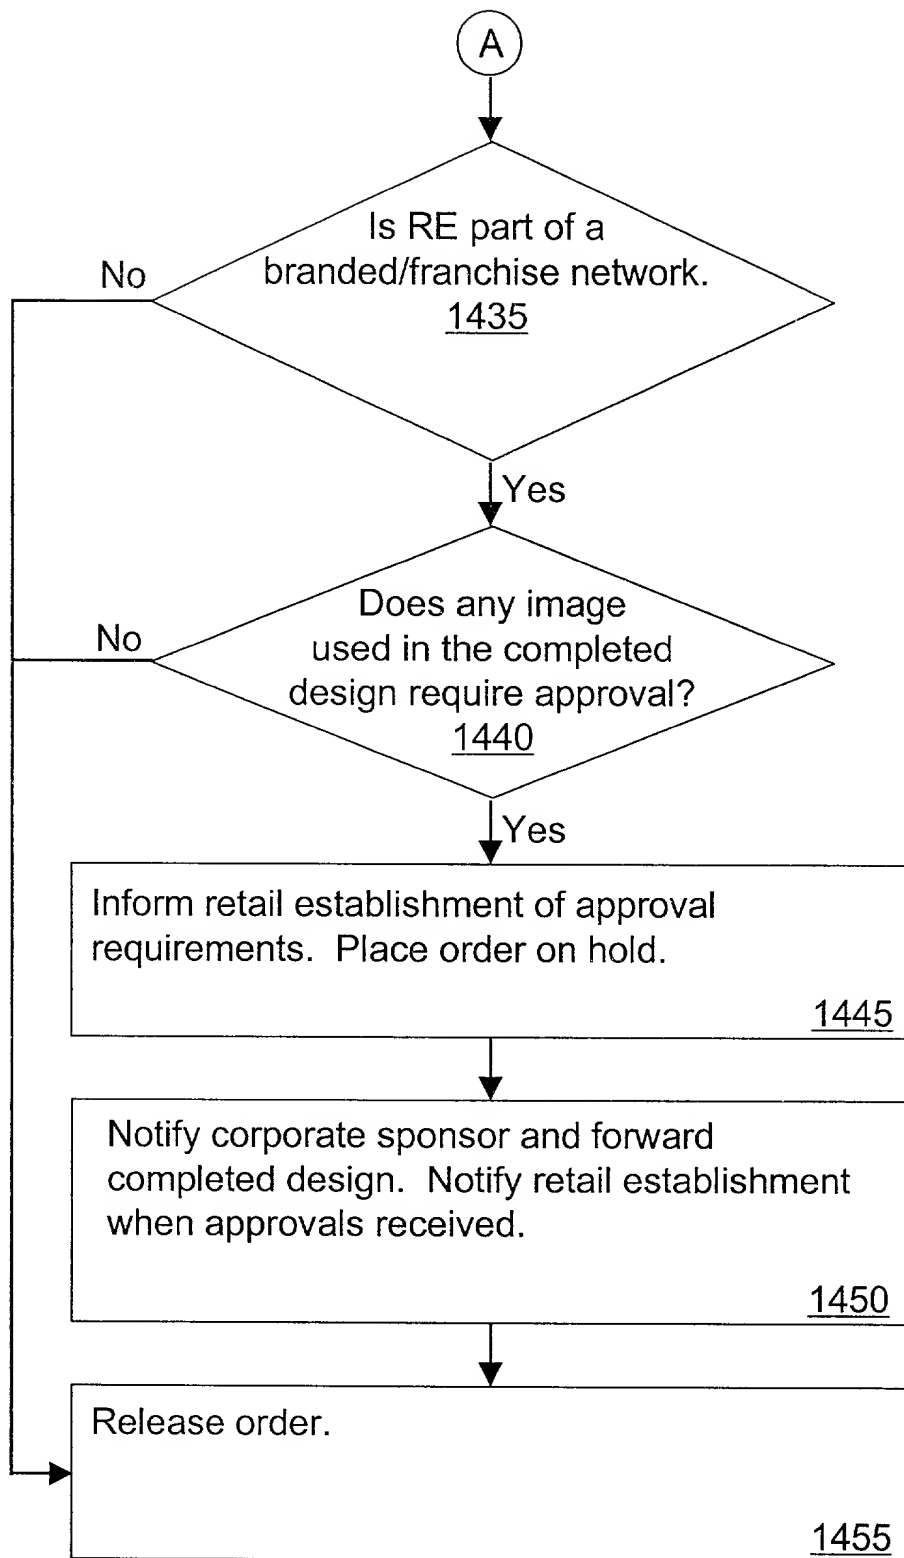 A
Is RE part of a
branded/franchise network.
1435
No
Yes
Does any image
used in the completed
design require approval?
1440
No
Yes
Inform retail establishment of approval
requirements.  Place order on hold.
1445
Notify corporate sponsor and forward
completed design.  Notify retail establishment
when approvals received.
1450
Release order.
1455